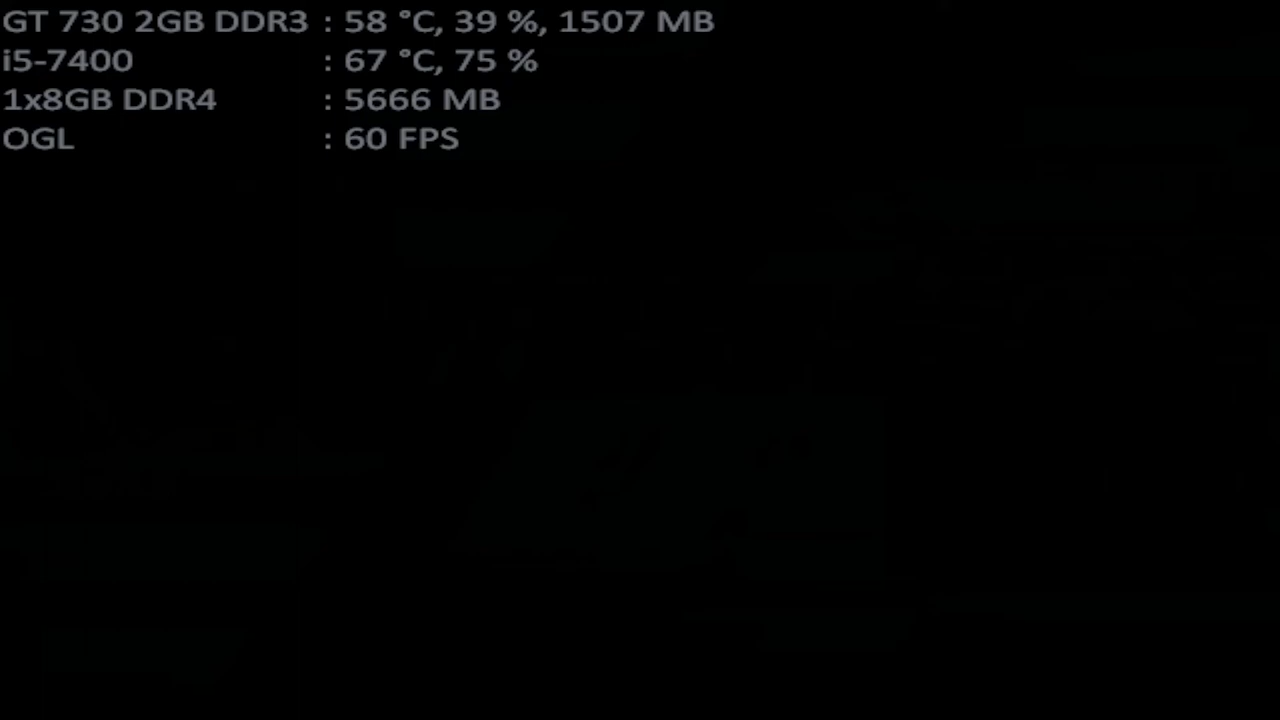 GT 730 2GB DDR3 : 58 °C, 39 %, 1507 MB
i5-7400 : 67 °C, 75 %
1x8GB DDR4 : 5666 MB
OGL : 60 FPS